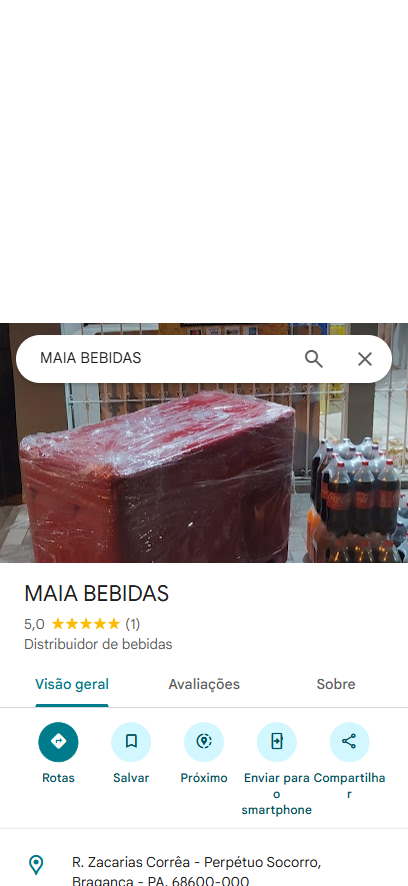 MAIA BEBIDAS
MAIA BEBIDAS
5,0 (1)
Distribuidor de bebidas
Visão geral
Avaliações
Sobre
Rotas
Salvar
Próximo
Enviar para o smartphone
Compartilhar
R. Zacarias Corrêa - Perpétuo Socorro,
Bragança - PA, 68600-000